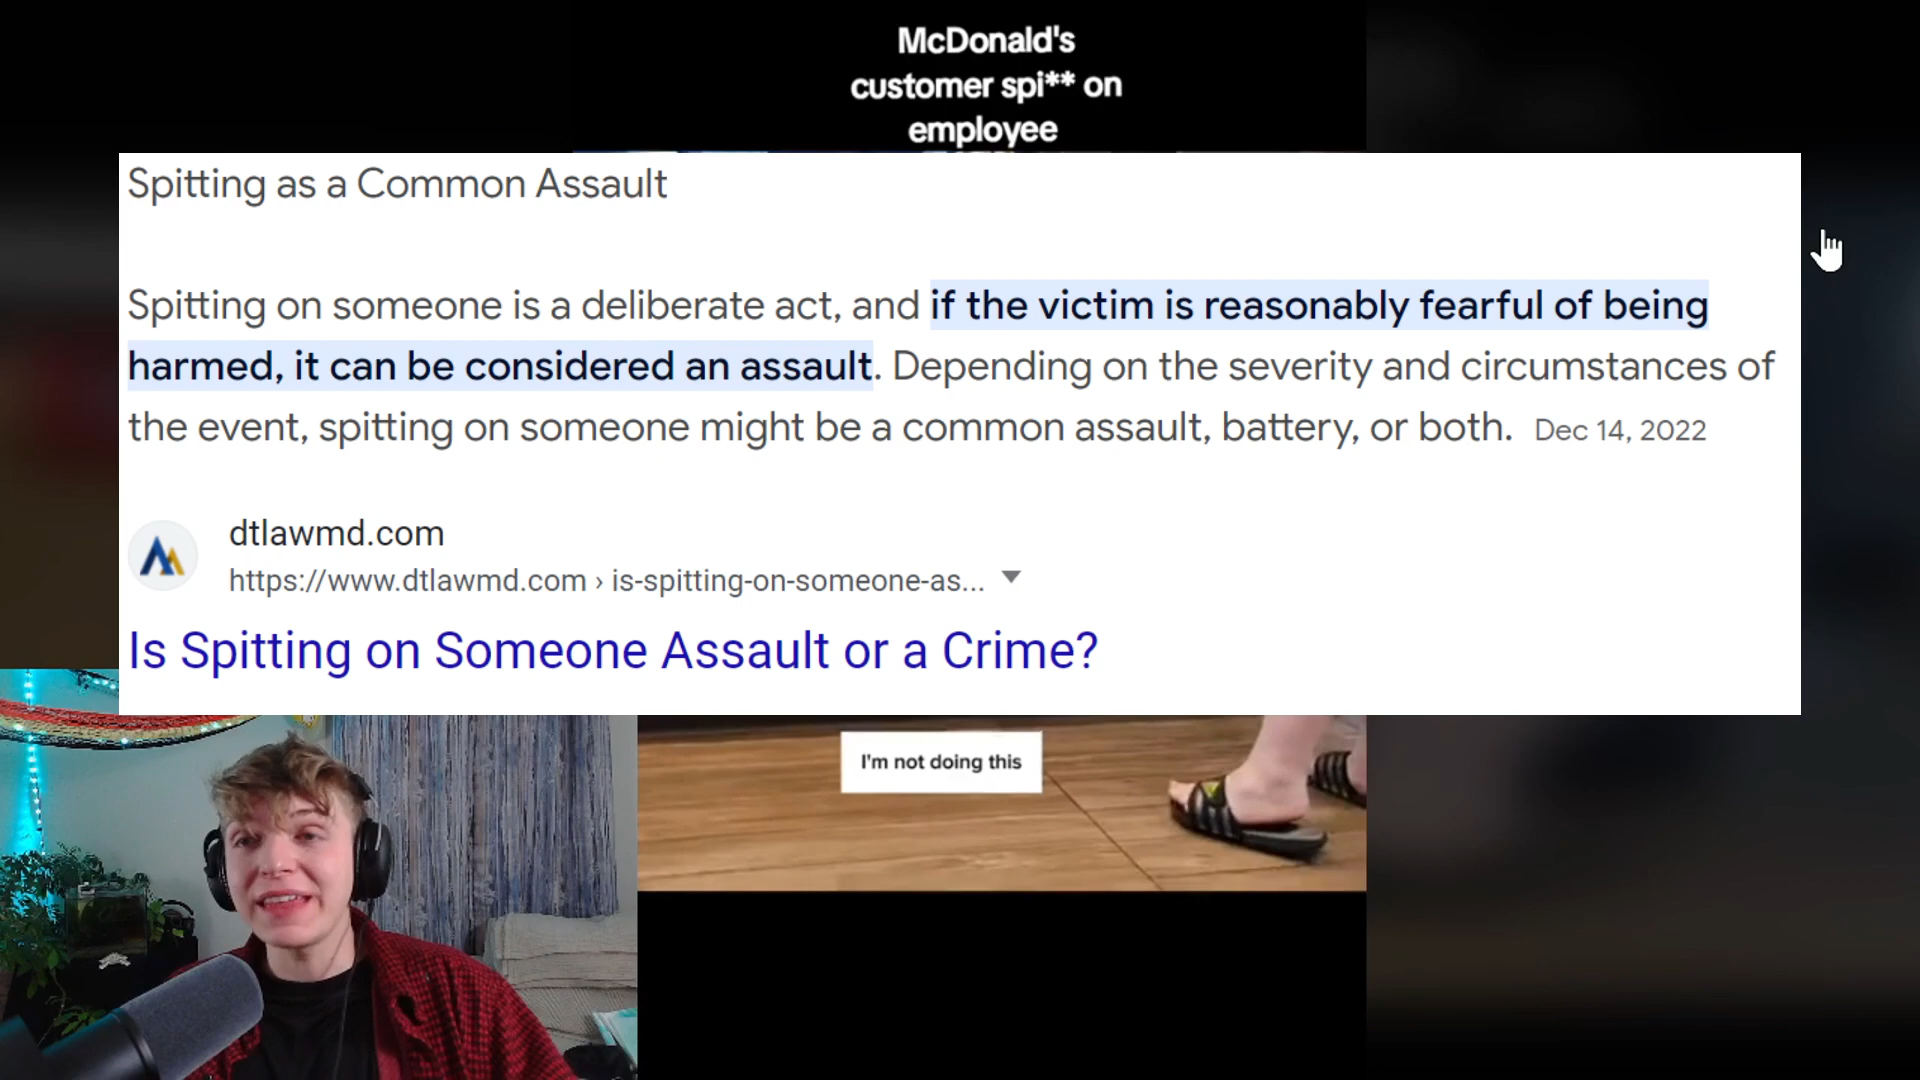 McDonald's
customer spi** on
employee
Spitting as a Common Assault
Spitting on someone is a deliberate act, and if the victim is reasonably fearful of being
harmed, it can be considered an assault. Depending on the severity and circumstances of
the event, spitting on someone might be a common assault, battery, or both. Dec 14, 2022
dtlawmd.com
https://www.dtlawmd.com › is-spitting-on-someone-as...
Is Spitting on Someone Assault or a Crime?
I'm not doing this